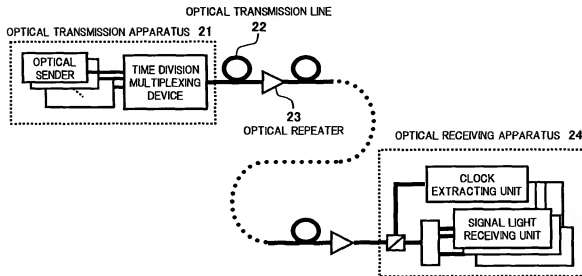 OPTICAL TRANSMISSION LINE
22
OPTICAL TRANSMISSION APPARATUS 21
OPTICAL
SENDER
TIME DIVISION
MULTIPLEXING
DEVICE
23
OPTICAL REPEATER
OPTICAL RECEIVING APPARATUS 24
CLOCK
EXTRACTING UNIT
SIGNAL LIGHT
RECEIVING UNIT